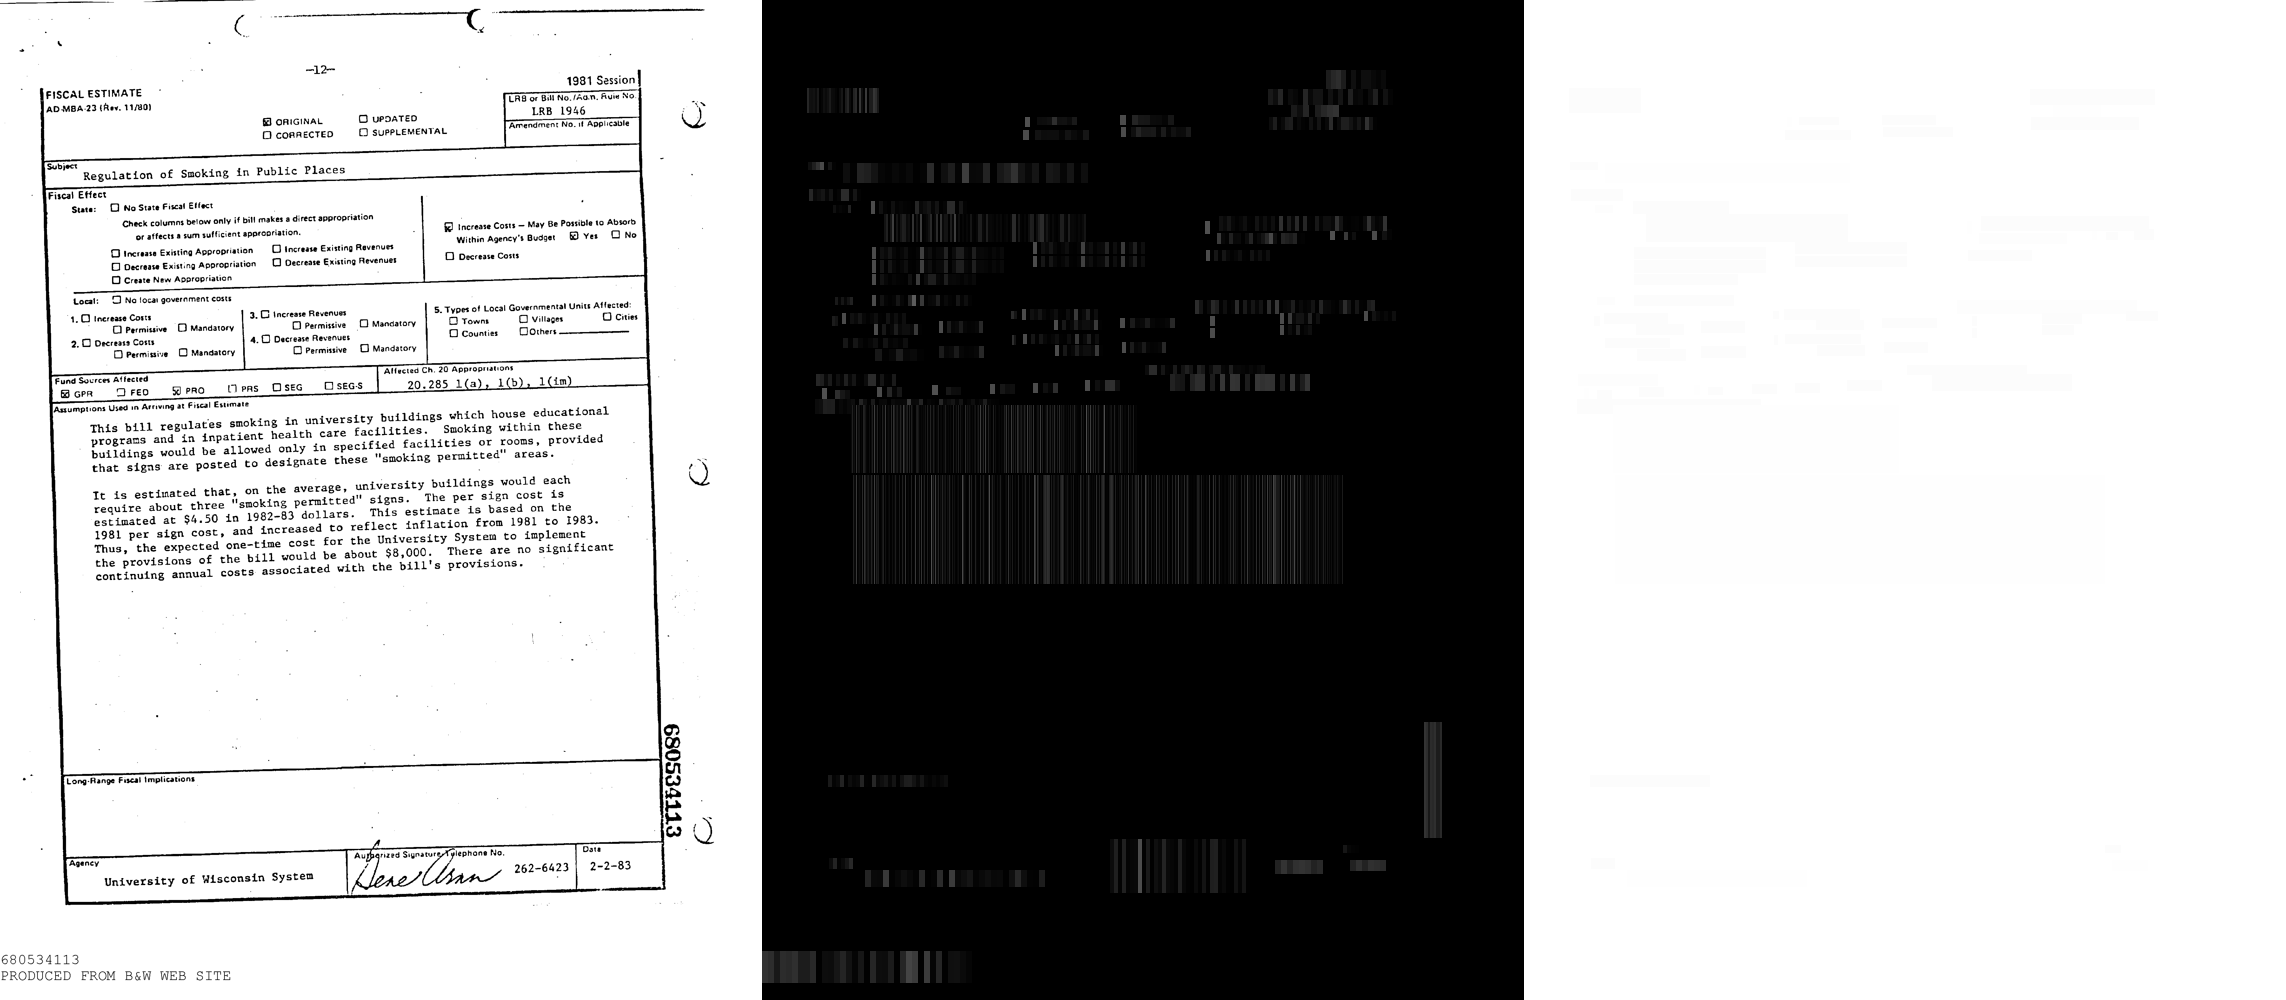 -12-
1981 Session
FISCAL ESTIMATE
AD-MBA-23 (Rev. 11/80)
LRB or Bill No./Adm. Rule No.
LRB 1946
Amendment No. if Applicable
☒ ORIGINAL ☐ UPDATED
☐ CORRECTED ☐ SUPPLEMENTAL
Subject
Regulation of Smoking in Public Places
Fiscal Effect
State: ☐ No State Fiscal Effect
Check columns below only if bill makes a direct appropriation
or affects a sum sufficient appropriation.
☐ Increase Existing Appropriation ☐ Increase Existing Revenues
☐ Decrease Existing Appropriation ☐ Decrease Existing Revenues
☐ Create New Appropriation
☒ Increase Costs — May Be Possible to Absorb
Within Agency's Budget ☒ Yes ☐ No
☐ Decrease Costs
Local: ☐ No local government costs
1. ☐ Increase Costs
☐ Permissive ☐ Mandatory
2. ☐ Decrease Costs
☐ Permissive ☐ Mandatory
3. ☐ Increase Revenues
☐ Permissive ☐ Mandatory
4. ☐ Decrease Revenues
☐ Permissive ☐ Mandatory
5. Types of Local Governmental Units Affected:
☐ Towns ☐ Villages ☐ Cities
☐ Counties ☐ Others
Fund Sources Affected
☒ GPR ☐ FED ☒ PRO ☐ PRS ☐ SEG ☐ SEG-S
Affected Ch. 20 Appropriations
20.285 1(a), 1(b), 1(im)
Assumptions Used in Arriving at Fiscal Estimate
This bill regulates smoking in university buildings which house educational
programs and in inpatient health care facilities. Smoking within these
buildings would be allowed only in specified facilities or rooms, provided
that signs are posted to designate these "smoking permitted" areas.
It is estimated that, on the average, university buildings would each
require about three "smoking permitted" signs. The per sign cost is
estimated at $4.50 in 1982-83 dollars. This estimate is based on the
1981 per sign cost, and increased to reflect inflation from 1981 to 1983.
Thus, the expected one-time cost for the University System to implement
the provisions of the bill would be about $8,000. There are no significant
continuing annual costs associated with the bill's provisions.
680534113
Long-Range Fiscal Implications
Agency
University of Wisconsin System
Authorized Signature/Telephone No.
262-6423
Date
2-2-83
680534113
PRODUCED FROM B&W WEB SITE